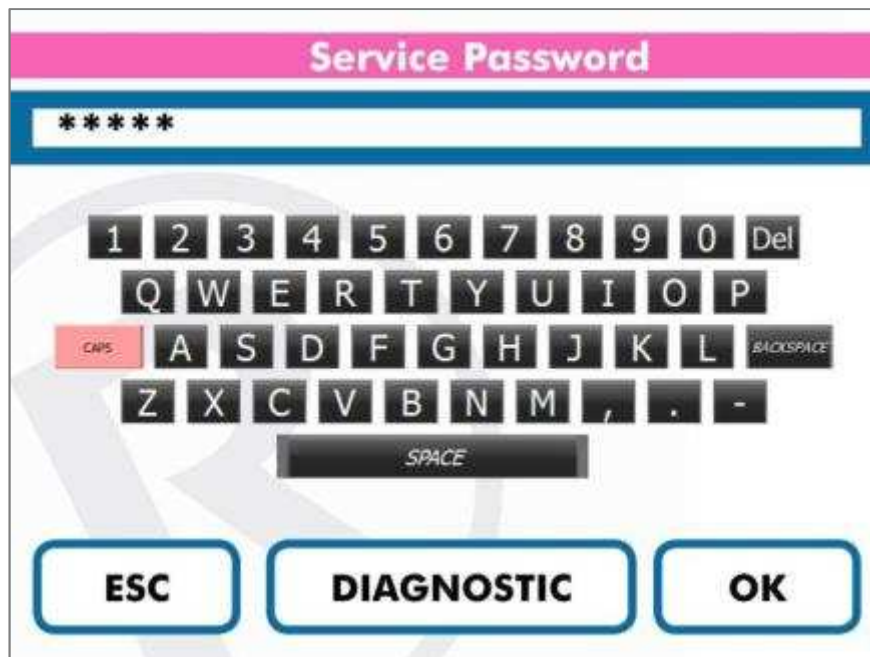 Service Password
*****
1 2 3 4 5 6 7 8 9 0 Del
Q W E R T Y U I O P
CAPS A S D F G H J K L BACKSPACE
Z X C V B N M , . -
SPACE
ESC DIAGNOSTIC OK